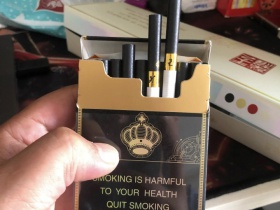 SMOKING IS HARMFUL
TO YOUR HEALTH
QUIT SMOKING